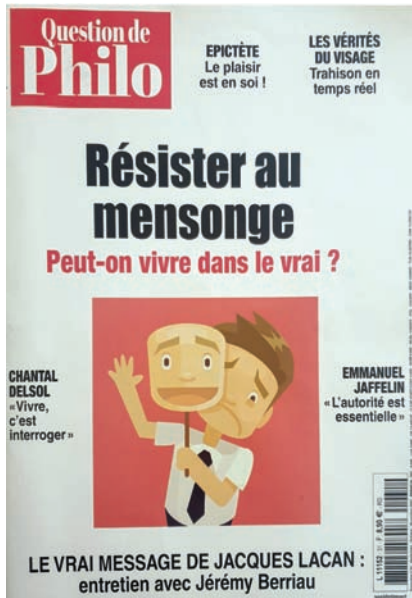 Question de
Philo
EPICTÈTE
Le plaisir
est en soi !
LES VÉRITÉS
DU VISAGE
Trahison en
temps réel
Résister au
mensonge
Peut-on vivre dans le vrai ?
CHANTAL
DELSOL
«Vivre,
c'est
interroger»
EMMANUEL
JAFFELIN
«L'autorité est
essentielle»
LE VRAI MESSAGE DE JACQUES LACAN :
entretien avec Jérémy Berriau